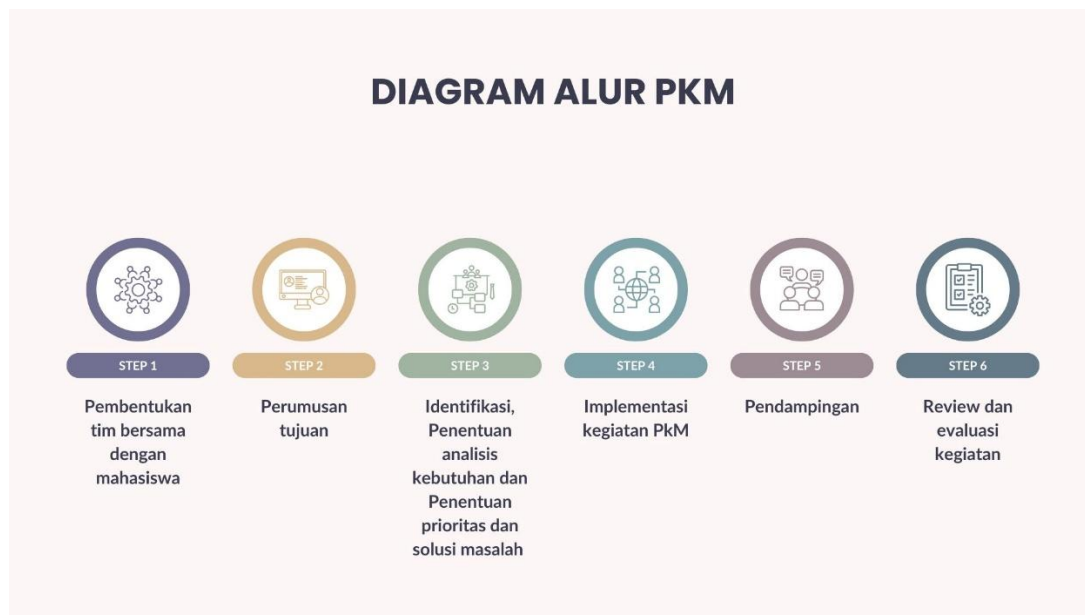 DIAGRAM ALUR PKM
STEP 1
Pembentukan
tim bersama
dengan
mahasiswa
STEP 2
Perumusan
tujuan
STEP 3
Identifikasi,
Penentuan
analisis
kebutuhan dan
Penentuan
prioritas dan
solusi masalah
STEP 4
Implementasi
kegiatan PkM
STEP 5
Pendampingan
STEP 6
Review dan
evaluasi
kegiatan